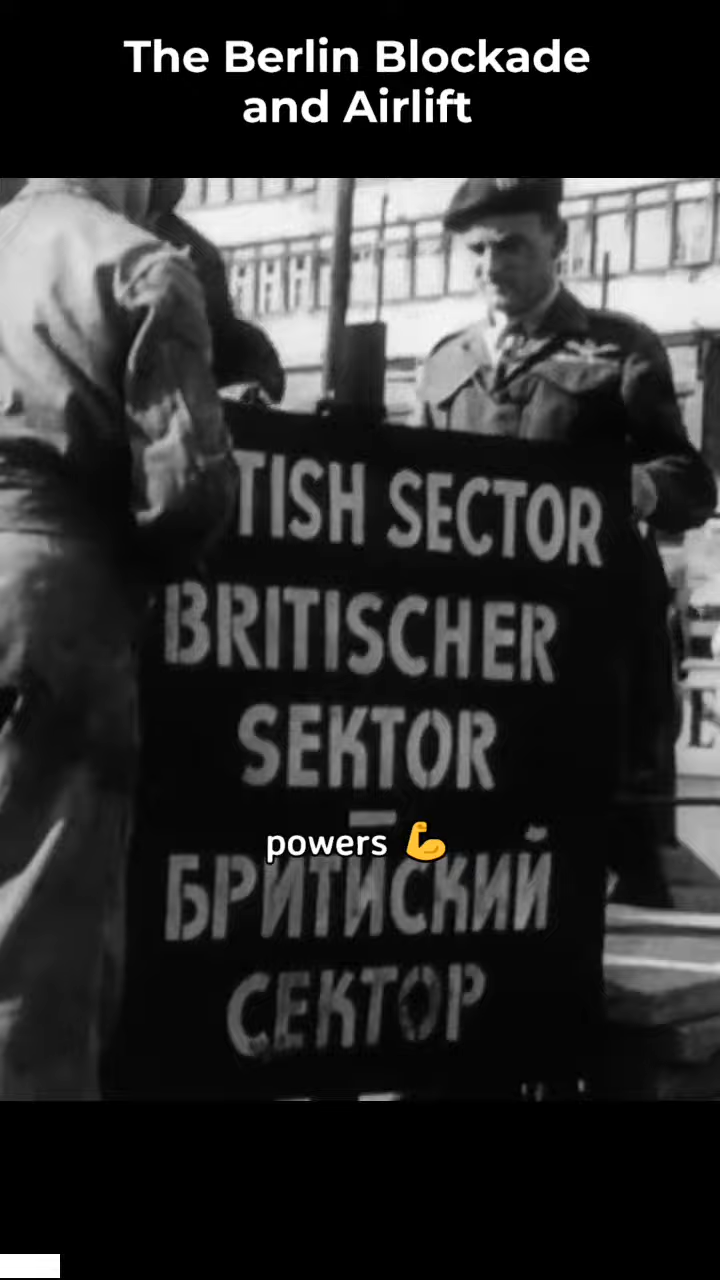 The Berlin Blockade
and Airlift
TISH SECTOR
BRITISCHER
SEKTOR
powers 💪
БРИТИСКИЙ
СЕКТОР